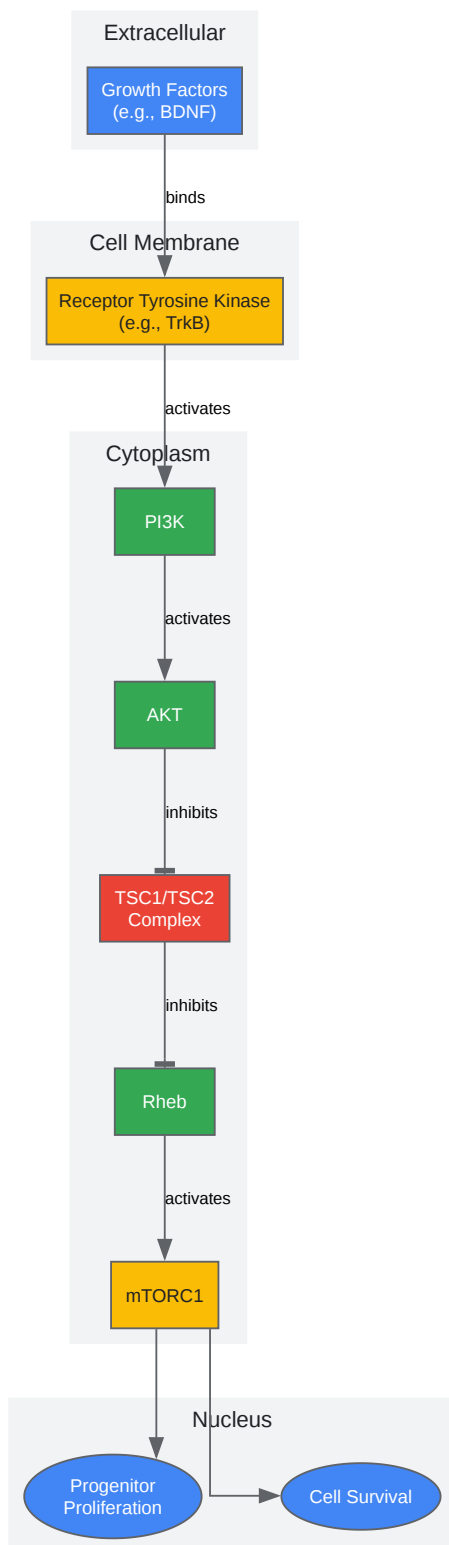 Extracellular
Growth Factors
(e.g., BDNF)
binds
Cell Membrane
Receptor Tyrosine Kinase
(e.g., TrkB)
activates
Cytoplasm
PI3K
activates
AKT
inhibits
TSC1/TSC2
Complex
inhibits
Rheb
activates
mTORC1
Nucleus
Progenitor
Proliferation
Cell Survival